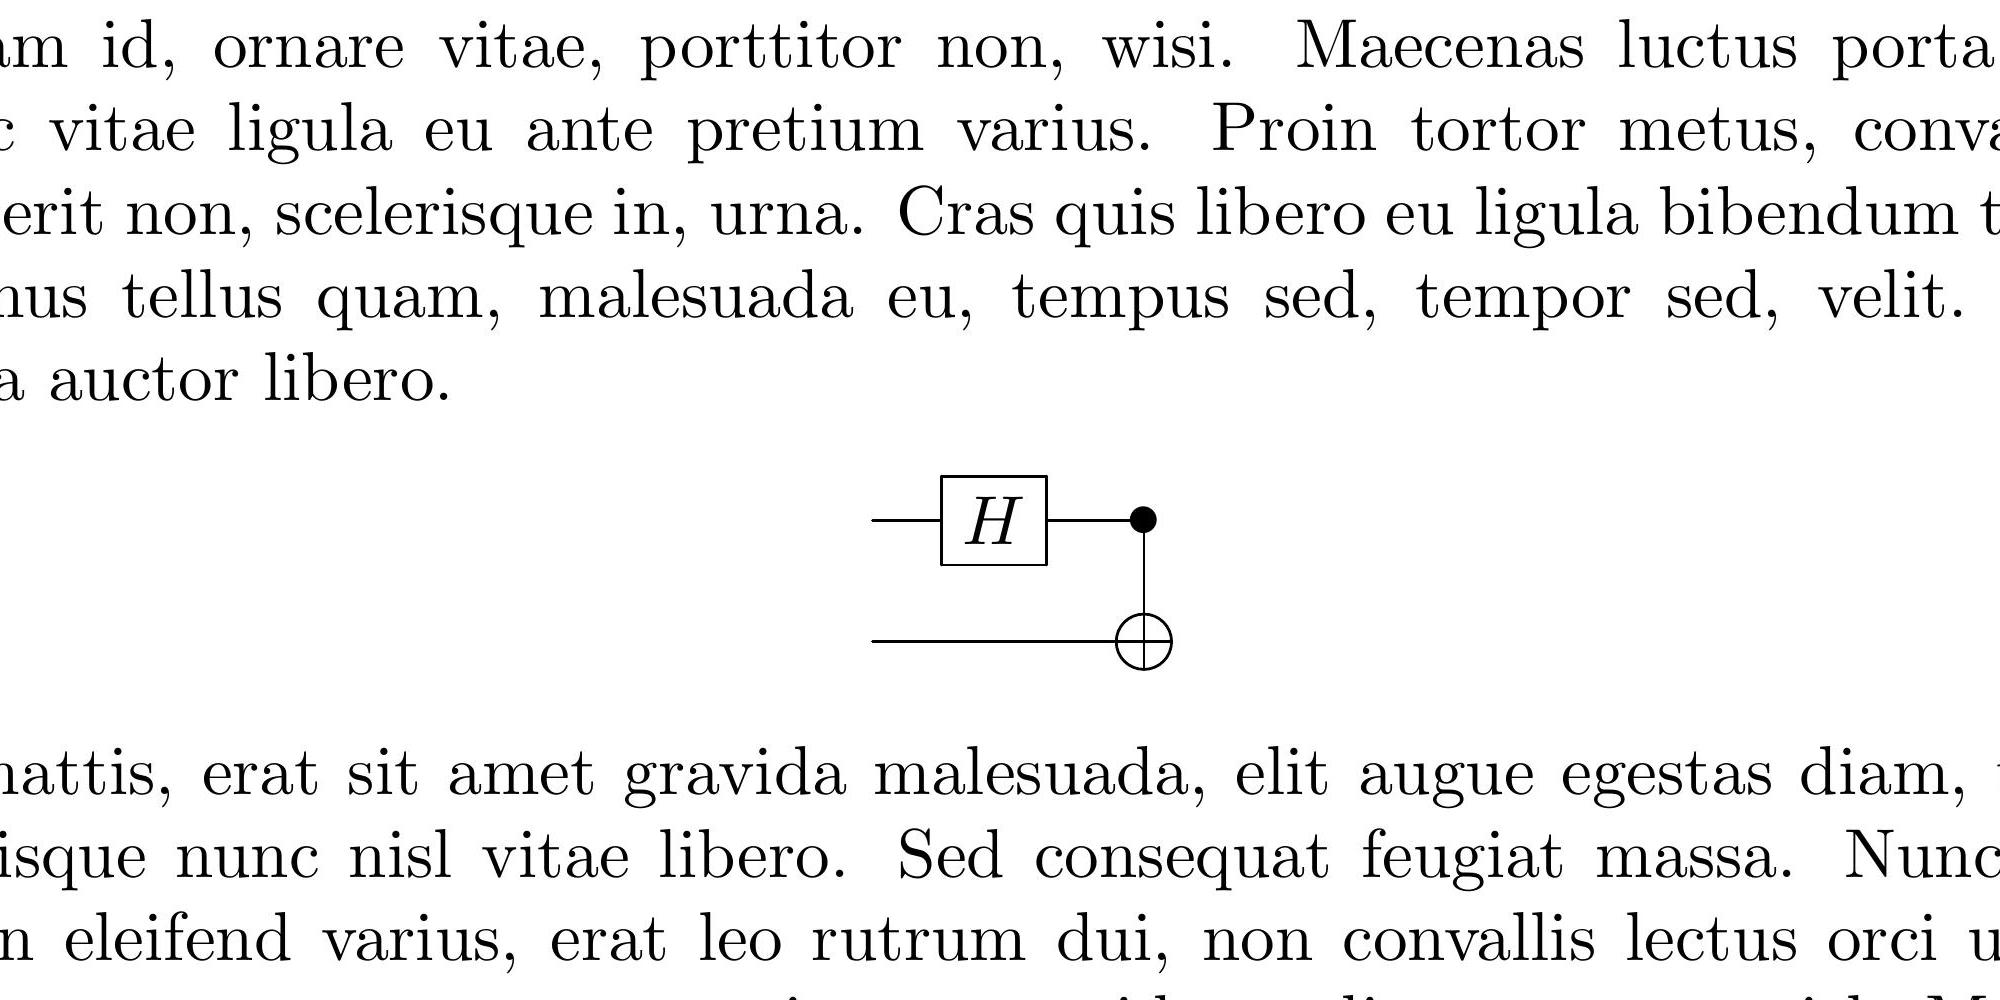 am id, ornare vitae, porttitor non, wisi. Maecenas luctus porta
c vitae ligula eu ante pretium varius. Proin tortor metus, conva
erit non, scelerisque in, urna. Cras quis libero eu ligula bibendum t
nus tellus quam, malesuada eu, tempus sed, tempor sed, velit.
a auctor libero.
H
nattis, erat sit amet gravida malesuada, elit augue egestas diam,
isque nunc nisl vitae libero. Sed consequat feugiat massa. Nunc
n eleifend varius, erat leo rutrum dui, non convallis lectus orci u